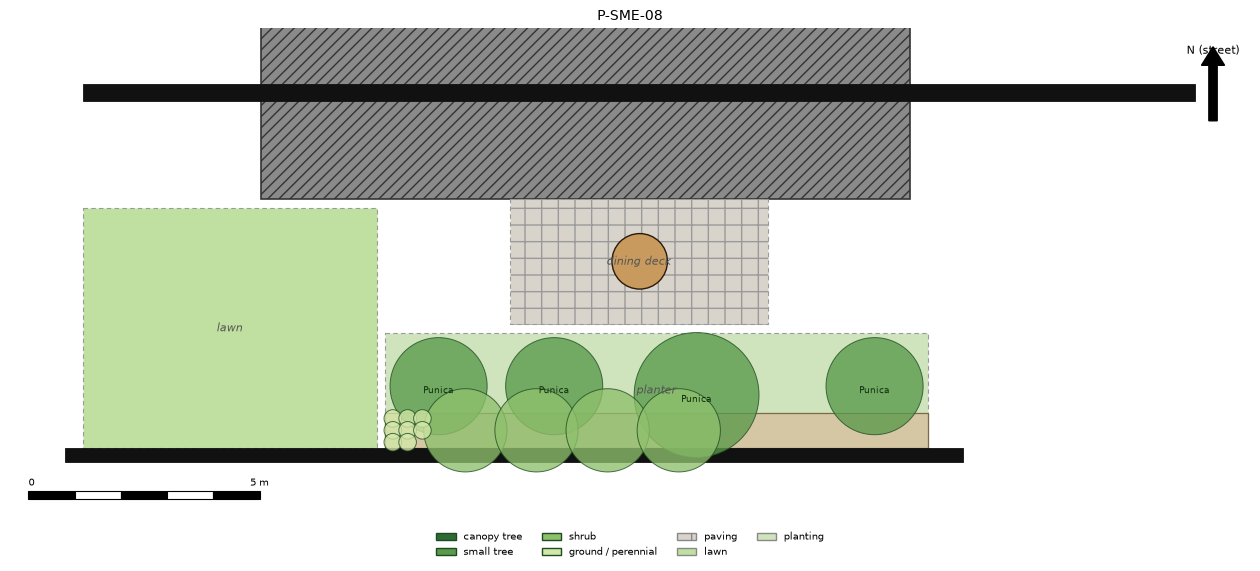 P-SME-08
N (street)
dining deck
lawn
Punica
Punica
planter
Punica
Punica
0
5 m
canopy tree
small tree
shrub
ground / perennial
paving
lawn
planting